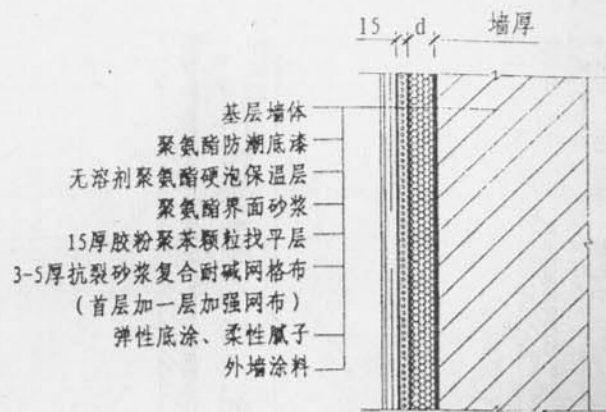 15 d 墙厚
基层墙体
聚氨酯防潮底漆
无溶剂聚氨酯硬泡保温层
聚氨酯界面砂浆
15厚胶粉聚苯颗粒找平层
3-5厚抗裂砂浆复合耐碱网格布
(首层加一层加强网布)
弹性底涂、柔性腻子
外墙涂料